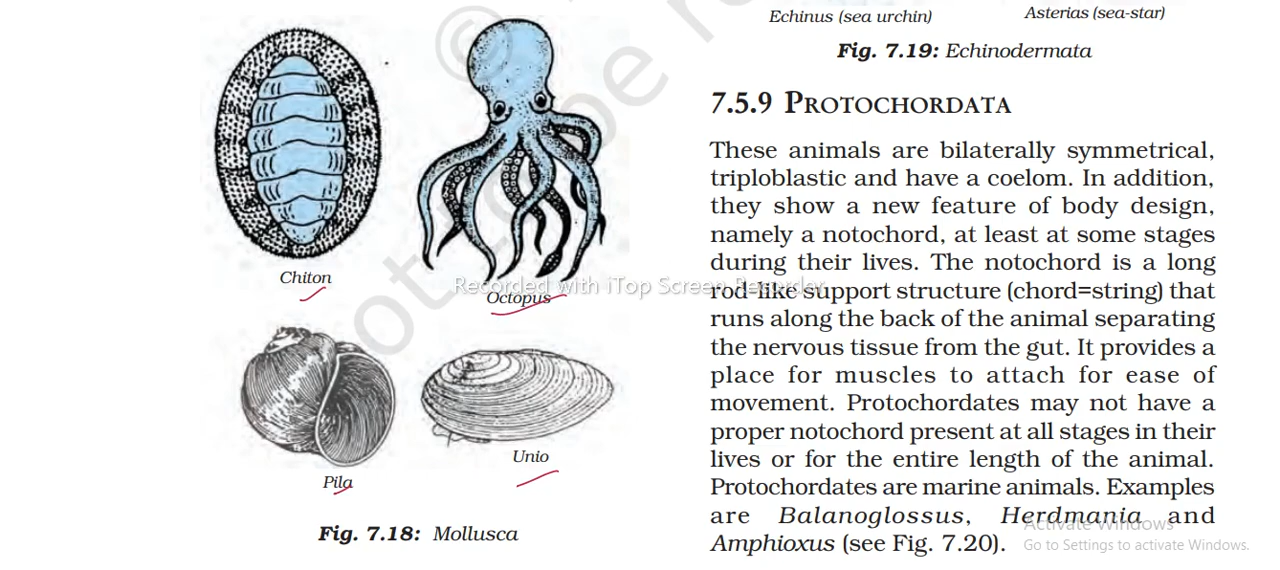 Chiton
Octopus
Pila
Unio
Fig. 7.18: Mollusca
Echinus (sea urchin)
Asterias (sea-star)
Fig. 7.19: Echinodermata
7.5.9 PROTOCHORDATA
These animals are bilaterally symmetrical,
triploblastic and have a coelom. In addition,
they show a new feature of body design,
namely a notochord, at least at some stages
during their lives. The notochord is a long
rod-like support structure (chord=string) that
runs along the back of the animal separating
the nervous tissue from the gut. It provides a
place for muscles to attach for ease of
movement. Protochordates may not have a
proper notochord present at all stages in their
lives or for the entire length of the animal.
Protochordates are marine animals. Examples
are Balanoglossus, Herdmania and
Amphioxus (see Fig. 7.20).
Recorded with iTop Screen Recorder
Activate Windows
Go to Settings to activate Windows.
©
not to be re